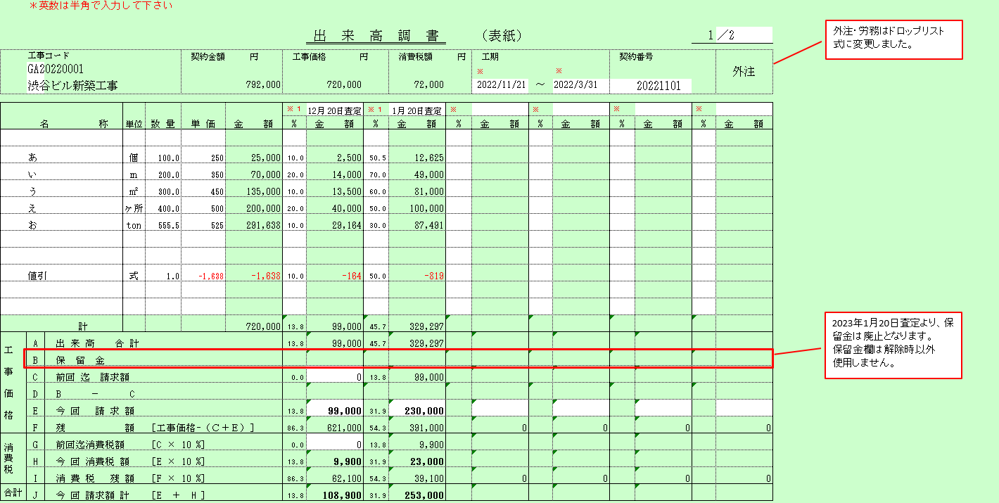 ＊英数は半角で入力して下さい
出 来 高 調 書 （表紙） 1 ／2
外注・労務はドロップリスト
式に変更しました。
工事コード 契約金額 円 工事価格 円 消費税額 円 工期 契約番号
GA20220001 ※ ※ 外注
渋谷ビル新築工事 792,000 720,000 72,000 2022/11/21 ～ 2022/3/31 20221101
※１ 12月20日査定 ※１ 1月20日査定 ※ ※ ※ ※
名 称 単位 数 量 単 価 金 額 % 金 額 % 金 額 % 金 額 % 金 額 % 金 額 % 金 額
あ 個 100.0 250 25,000 10.0 2,500 50.5 12,625
い m 200.0 350 70,000 20.0 14,000 70.0 49,000
う ㎡ 300.0 450 135,000 10.0 13,500 60.0 81,000
え ヶ所 400.0 500 200,000 20.0 40,000 50.0 100,000
お ton 555.5 525 291,638 10.0 29,164 30.0 87,491
値引 式 1.0 -1,638 -1,638 10.0 -164 50.0 -819
計 720,000 13.8 99,000 45.7 329,297
2023年1月20日査定より、保
留金は廃止となります。
保留金欄は解除時以外
使用しません。
工事価格
A 出 来 高 合 計 13.8 99,000 45.7 329,297
B 保 留 金
C 前回 迄 請求額 0.0 0 13.8 99,000
D B － C
E 今 回 請 求 額 13.8 99,000 31.9 230,000
F 残 額 [工事価格-（C＋E）] 86.3 621,000 54.3 391,000 0 0 0 0
消費税
G 前回迄消費税額 [C × 10 %] 0.0 0 13.8 9,900
H 今 回 消費税 額 [E × 10 %] 13.8 9,900 31.9 23,000
I 消 費 税 残 額 [F × 10 %] 86.3 62,100 54.3 39,100 0 0 0 0
合計 J 今 回 請求額 計 [E ＋ H ] 13.8 108,900 31.9 253,000